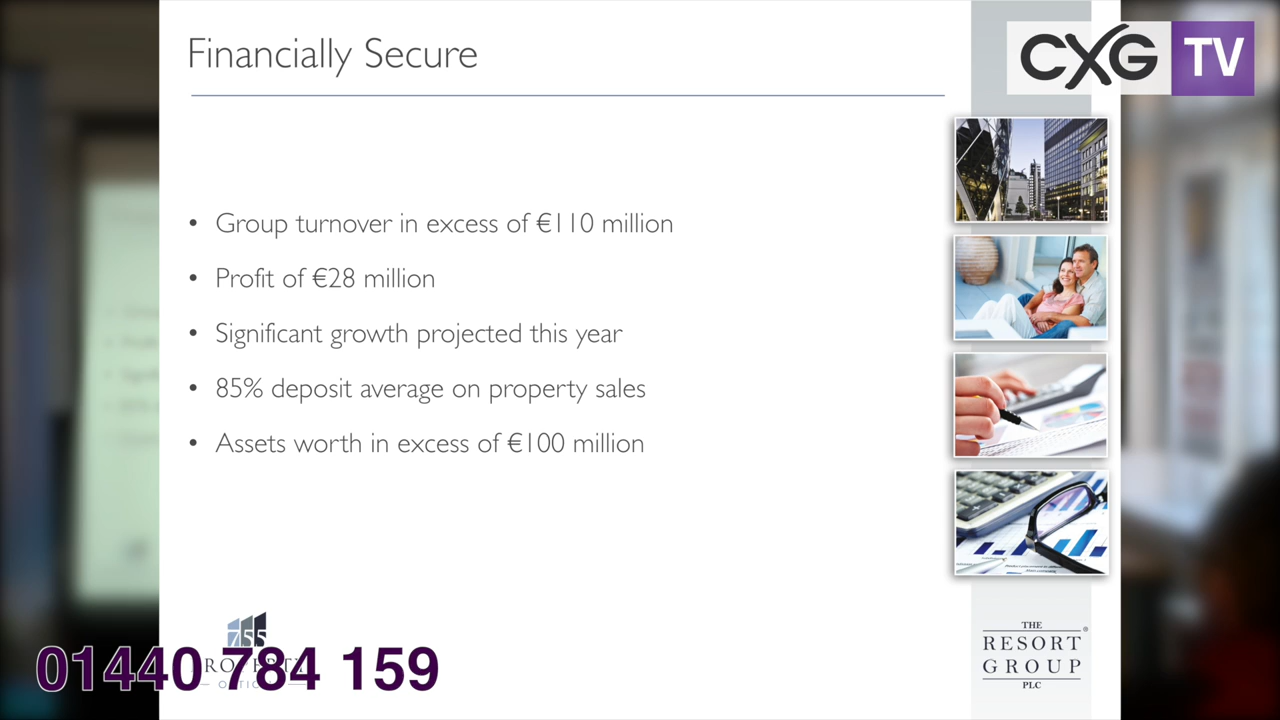 Financially Secure
CXG TV
• Group turnover in excess of €110 million
• Profit of €28 million
• Significant growth projected this year
• 85% deposit average on property sales
• Assets worth in excess of €100 million
755
01440 784 159
THE
RESORT®
GROUP
PLC